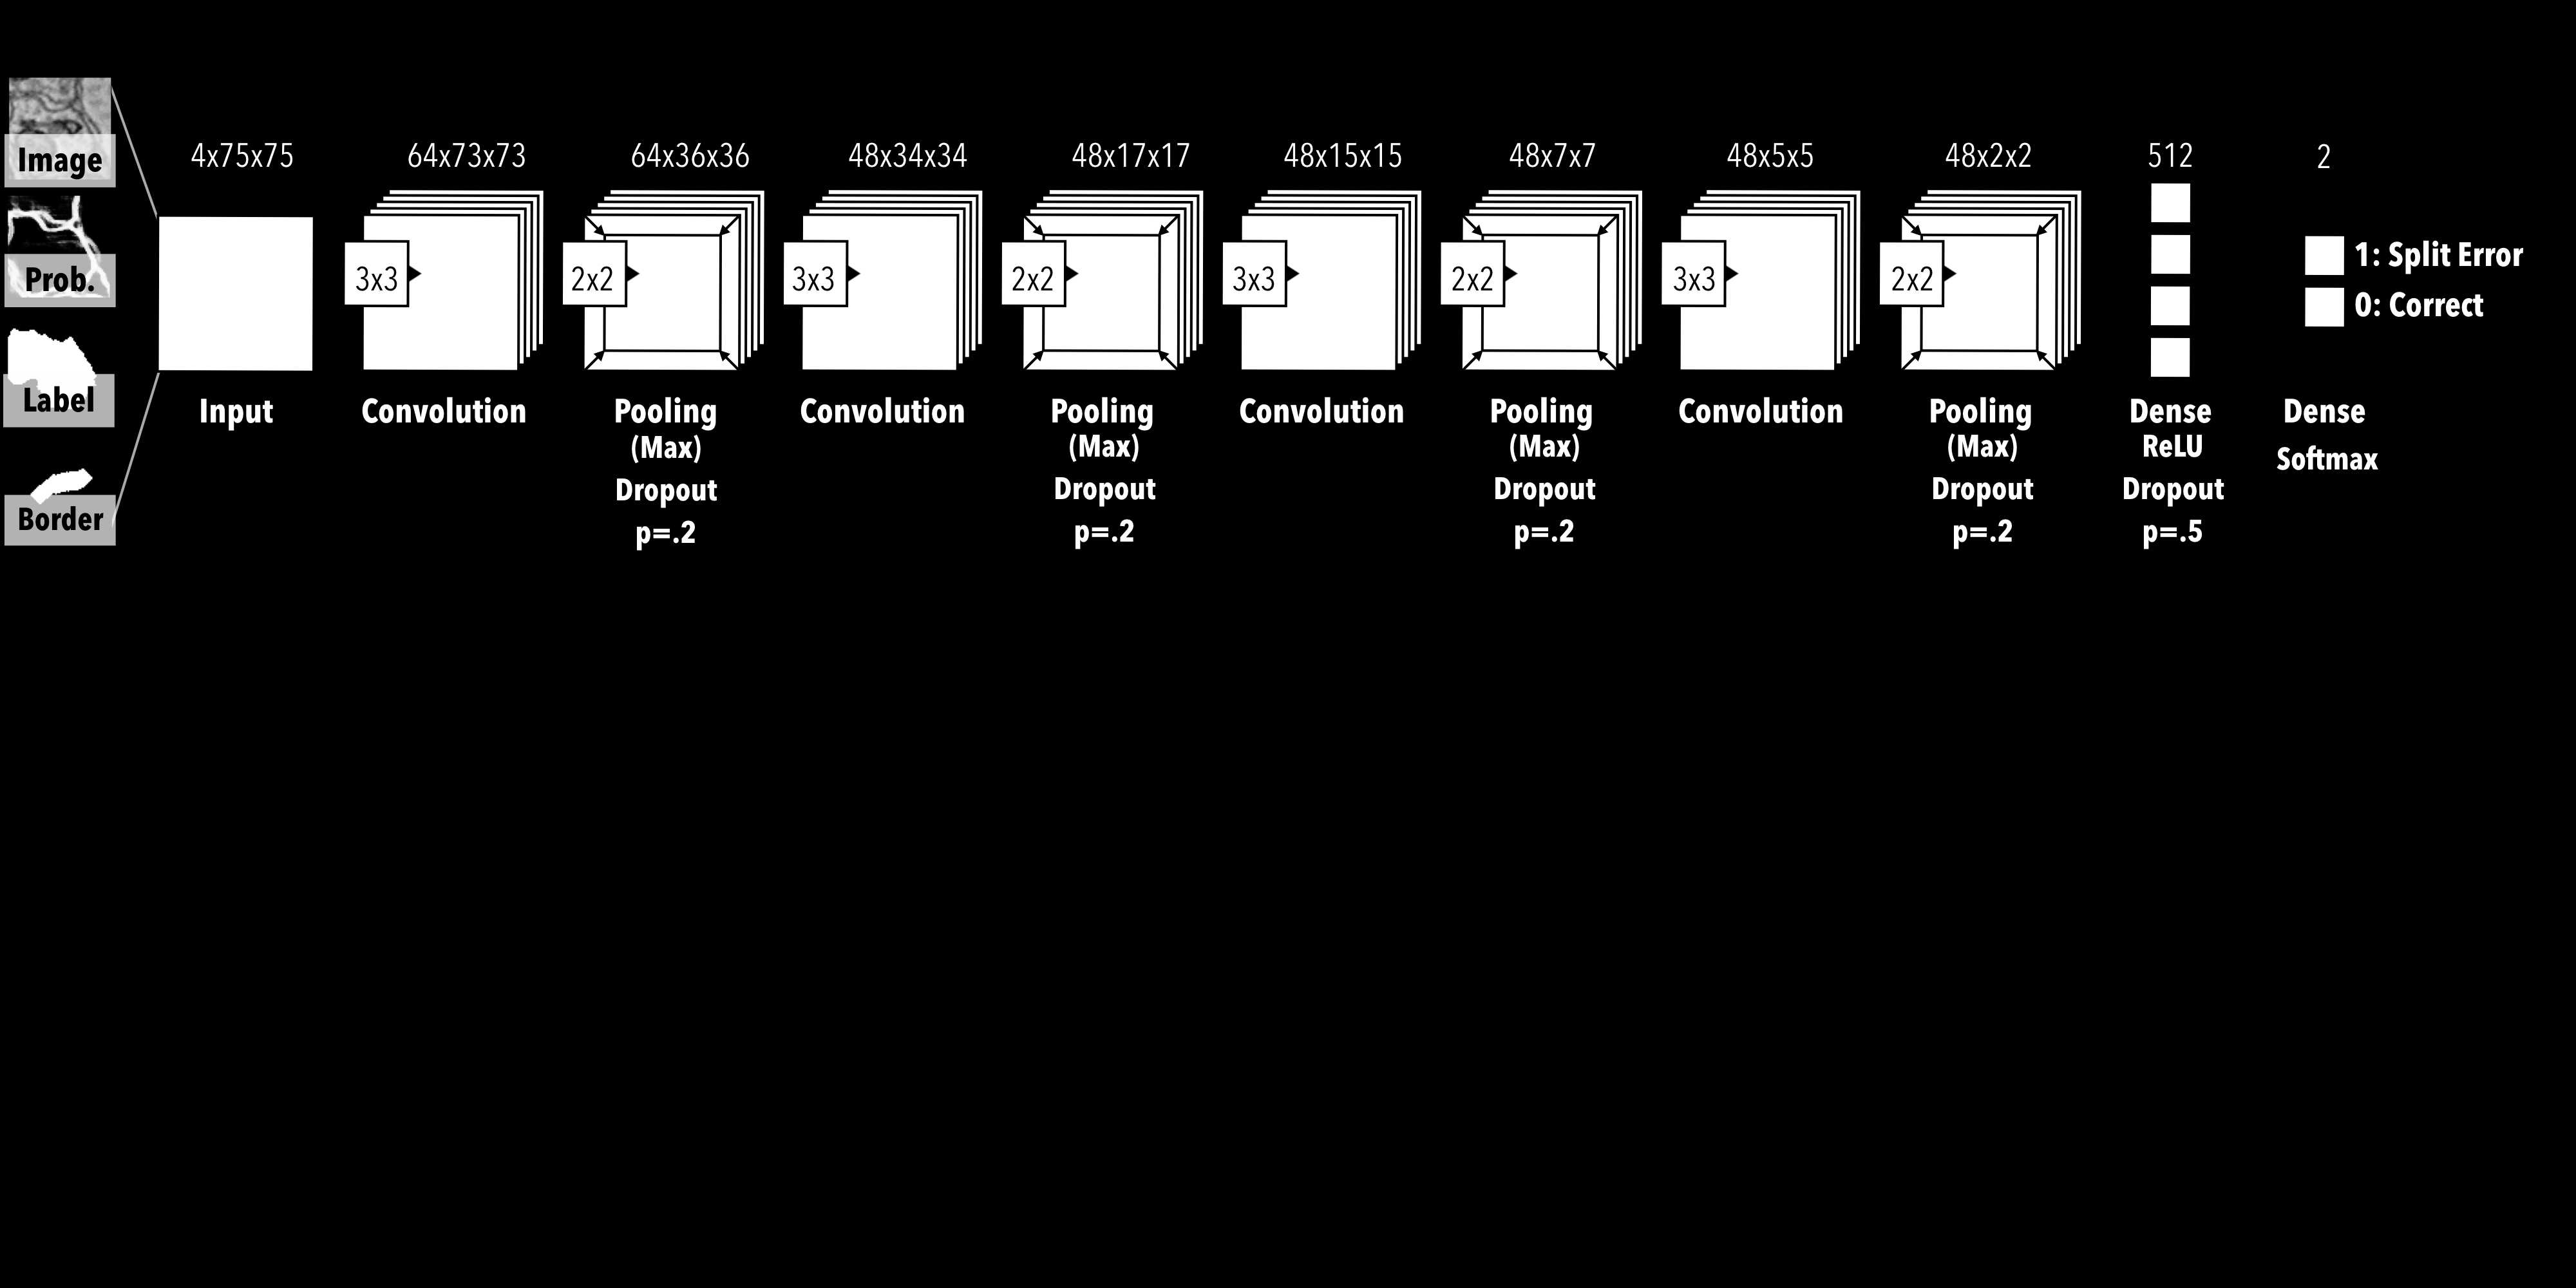 Image
Prob.
Label
Border
4x75x75
Input
64x73x73
3x3
Convolution
64x36x36
2x2
Pooling
(Max)
Dropout
p=.2
48x34x34
3x3
Convolution
48x17x17
2x2
Pooling
(Max)
Dropout
p=.2
48x15x15
3x3
Convolution
48x7x7
2x2
Pooling
(Max)
Dropout
p=.2
48x5x5
3x3
Convolution
48x2x2
2x2
Pooling
(Max)
Dropout
p=.2
512
Dense
ReLU
Dropout
p=.5
2
1: Split Error
0: Correct
Dense
Softmax